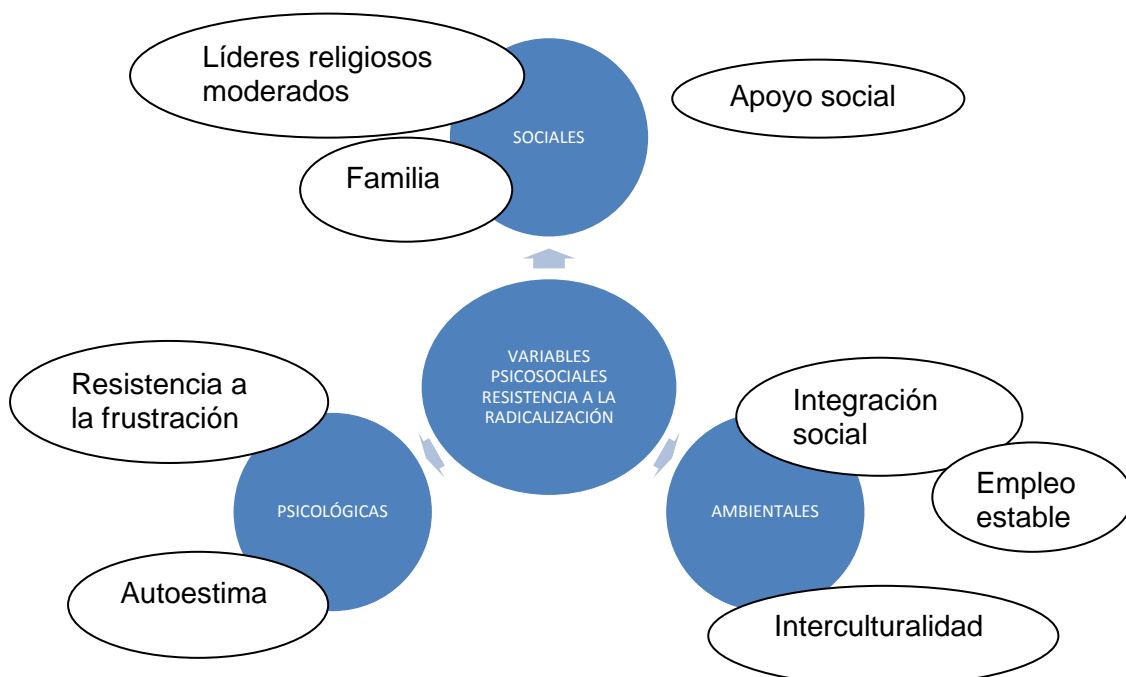 Líderes religiosos
moderados
Apoyo social
SOCIALES
Familia
VARIABLES
PSICOSOCIALES
RESISTENCIA A LA
RADICALIZACIÓN
Resistencia a
la frustración
PSICOLÓGICAS
Autoestima
Integración
social
Empleo
estable
AMBIENTALES
Interculturalidad